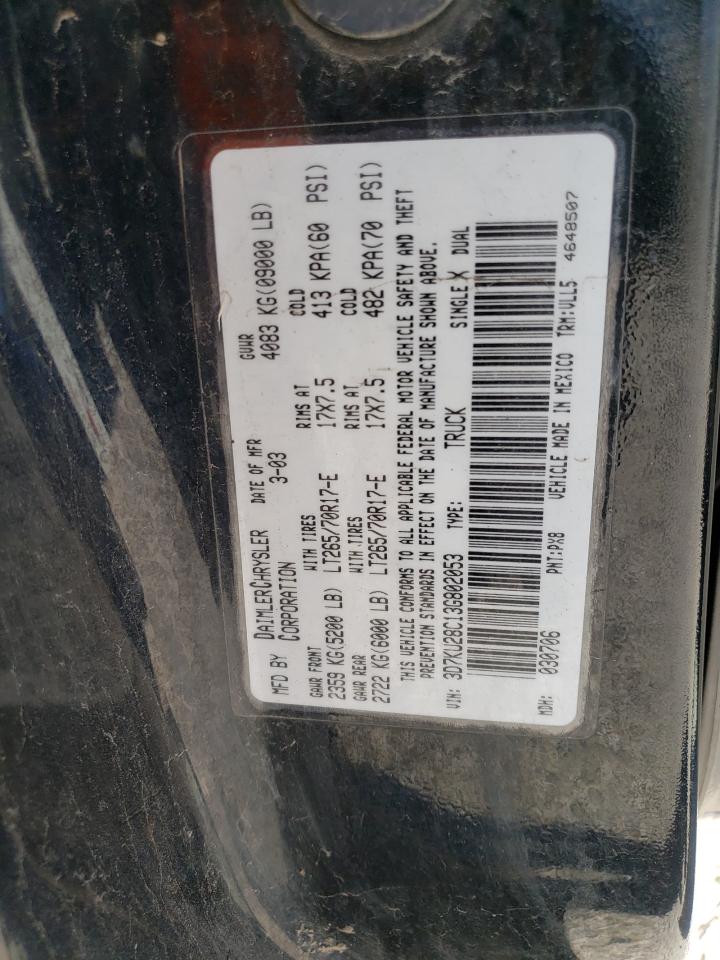 MFD BY DAIMLERCHRYSLER CORPORATION
DATE OF MFR 3-03
GVWR 4083 KG(09000 LB)
GAWR FRONT WITH TIRES RIMS AT COLD
2359 KG(5200 LB) LT265/70R17-E 17X7.5 413 KPA(60 PSI)
GAWR REAR WITH TIRES RIMS AT COLD
2722 KG(6000 LB) LT265/70R17-E 17X7.5 482 KPA(70 PSI)
THIS VEHICLE CONFORMS TO ALL APPLICABLE FEDERAL MOTOR VEHICLE SAFETY AND THEFT
PREVENTION STANDARDS IN EFFECT ON THE DATE OF MANUFACTURE SHOWN ABOVE.
VIN: 3D7KU28C13G802053 TYPE: TRUCK SINGLE X DUAL
MDH: 030706 PNT:PX8 VEHICLE MADE IN MEXICO TRM:VLL5 4648507